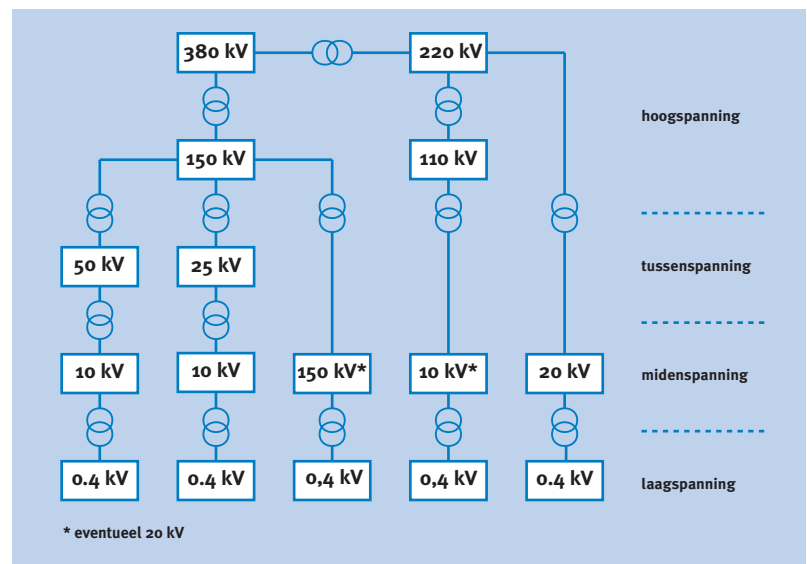 380 kV
220 kV
hoogspanning
150 kV
110 kV
50 kV
25 kV
tussenspanning
10 kV
10 kV
150 kV*
10 kV*
20 kV
midenspanning
0.4 kV
0.4 kV
0,4 kV
0,4 kV
0.4 kV
laagspanning
* eventueel 20 kV